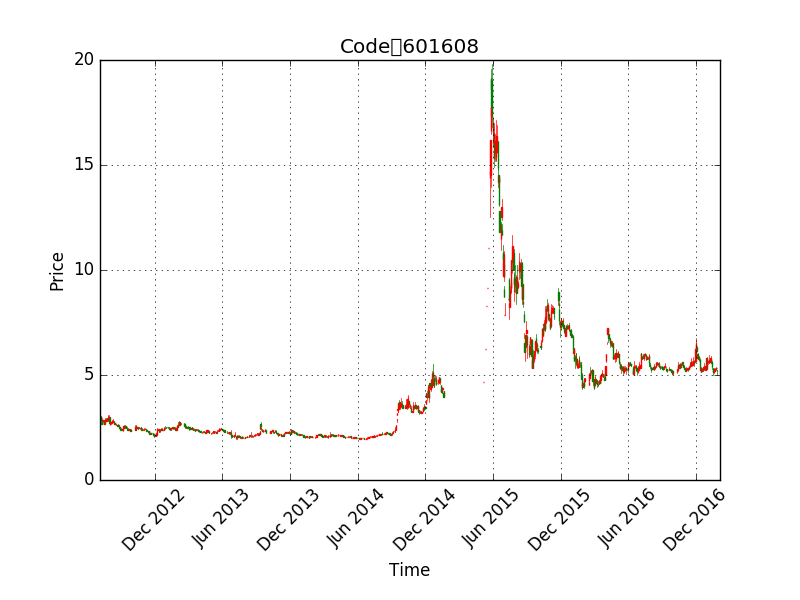 Code▯601608
20
15
10
5
0
Price
Dec 2012
Jun 2013
Dec 2013
Jun 2014
Dec 2014
Jun 2015
Dec 2015
Jun 2016
Dec 2016
Time